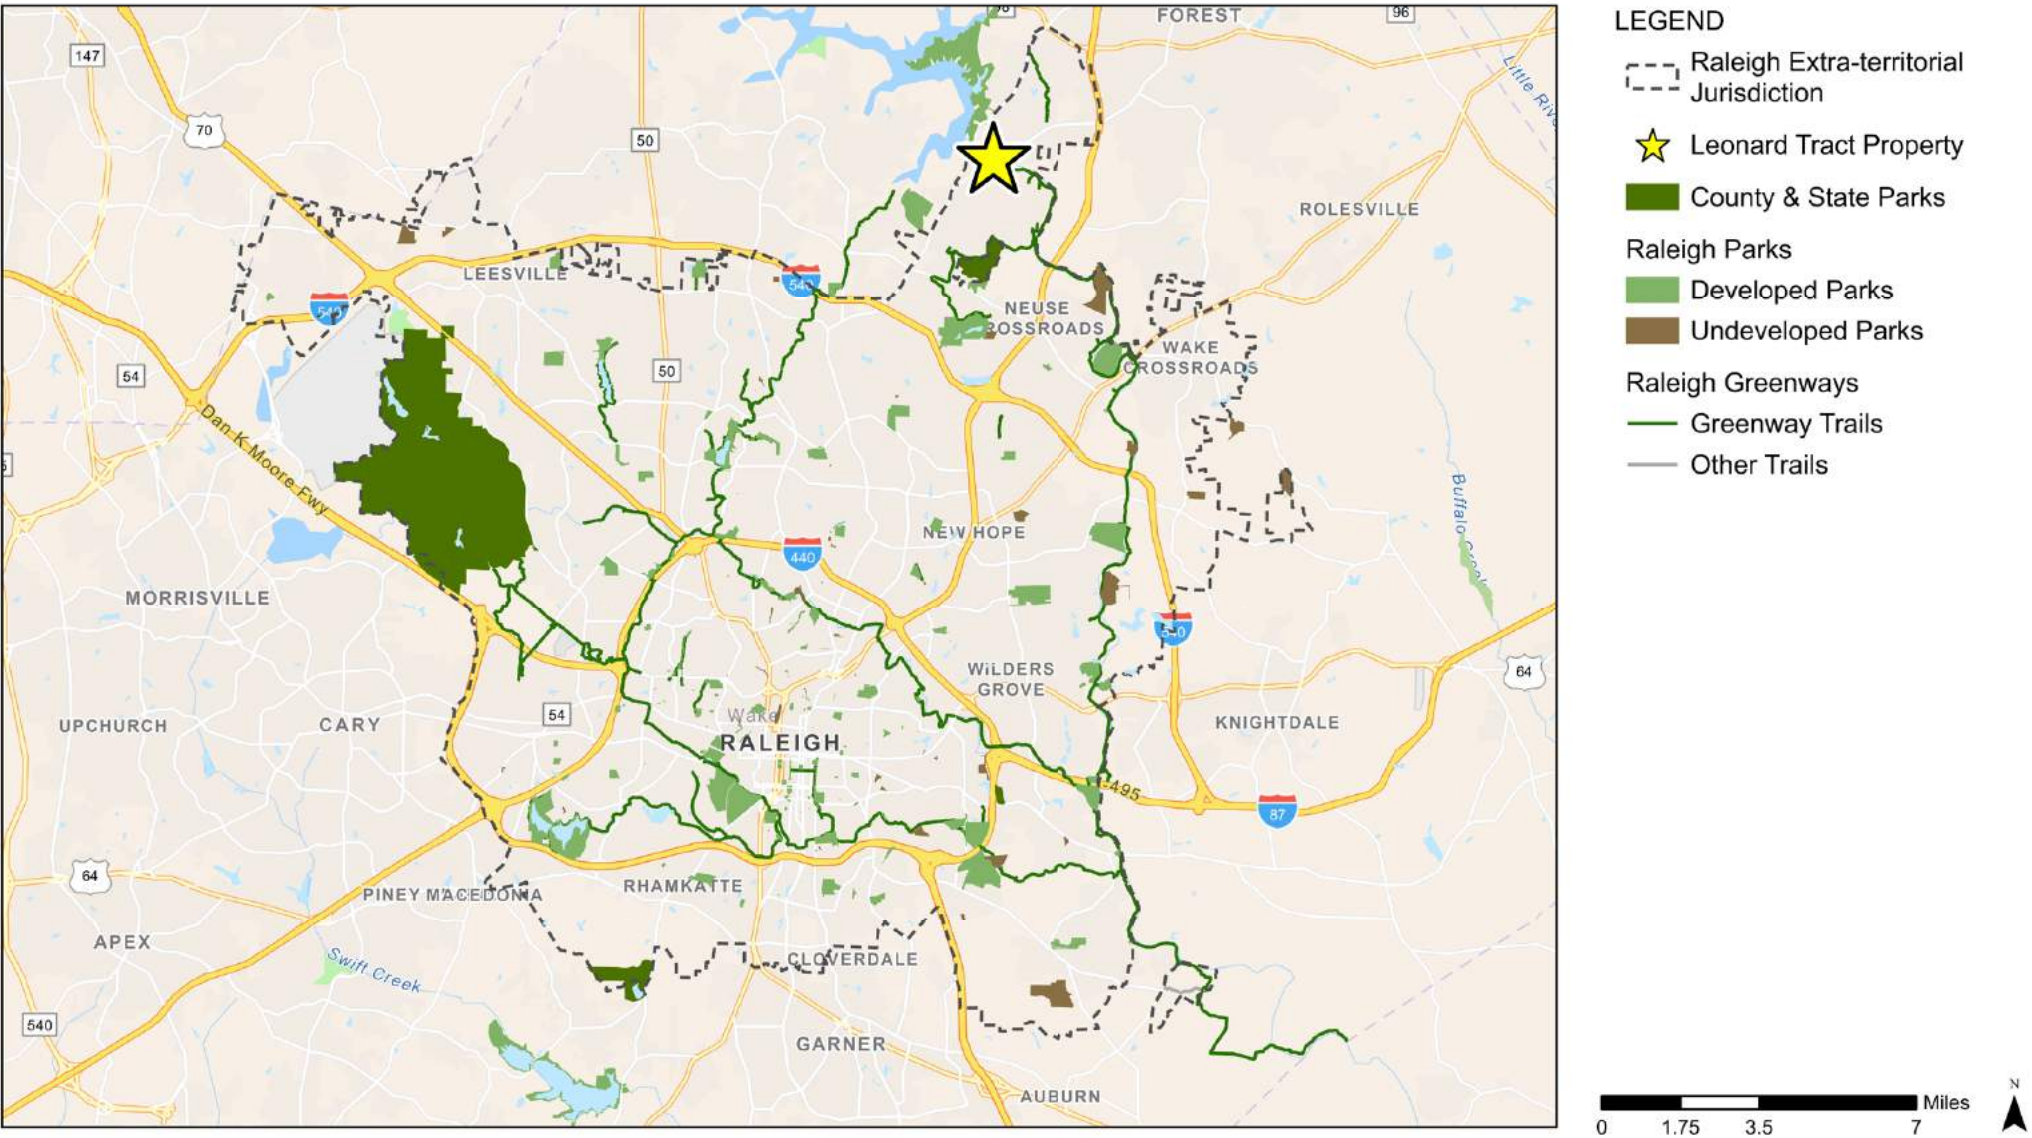 FOREST
96
147
Little
70
50
ROLESVILLE
LEESVILLE
540
540
NEUSE
CROSSROADS
WAKE
CROSSROADS
54
50
Dan K Moore Fwy
Buffalo Creek
NEW HOPE
440
MORRISVILLE
540
WILDERS
GROVE
64
UPCHURCH
CARY
54
Wake
RALEIGH
KNIGHTDALE
495
87
64
PINEY MACEDONIA
RHAMKATTE
APEX
Swift Creek
CLOVERDALE
540
GARNER
AUBURN
LEGEND
Raleigh Extra-territorial
Jurisdiction
Leonard Tract Property
County & State Parks
Raleigh Parks
Developed Parks
Undeveloped Parks
Raleigh Greenways
Greenway Trails
Other Trails
N
Miles
0 1.75 3.5 7